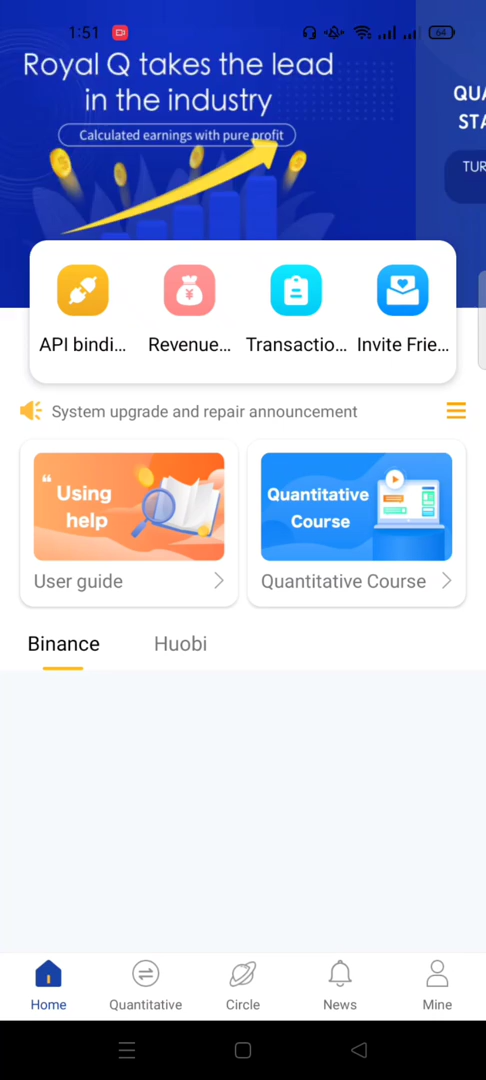 1:51
64
Royal Q takes the lead
in the industry
Calculated earnings with pure profit
QUA
STA
TUR
API bindi...
Revenue...
Transactio...
Invite Frie...
System upgrade and repair announcement
“ Using
help
Quantitative
Course
User guide
Quantitative Course
Binance
Huobi
Home
Quantitative
Circle
News
Mine